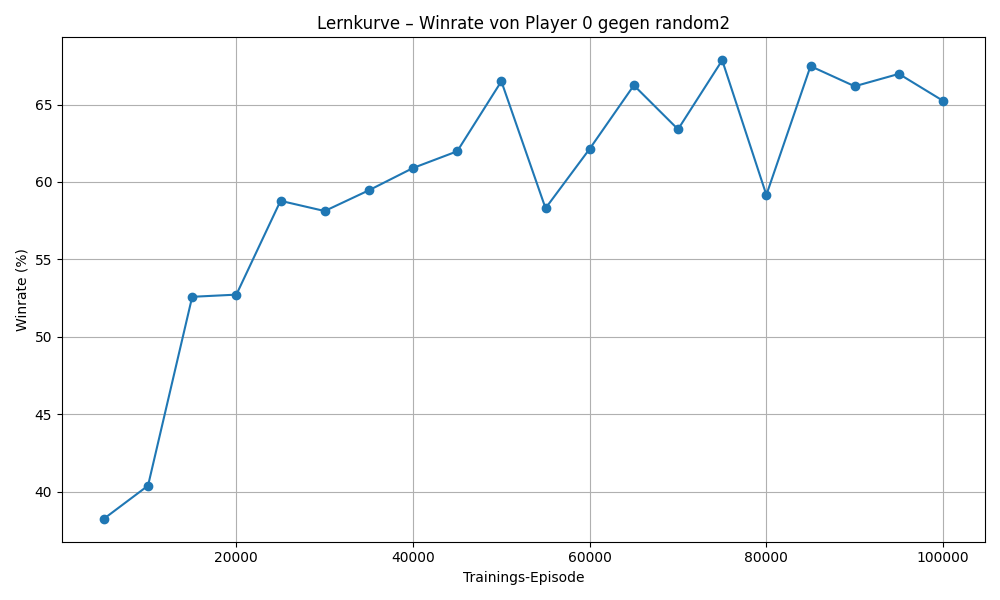 Lernkurve – Winrate von Player 0 gegen random2
Winrate (%)
65
60
55
50
45
40
20000 40000 60000 80000 100000
Trainings-Episode